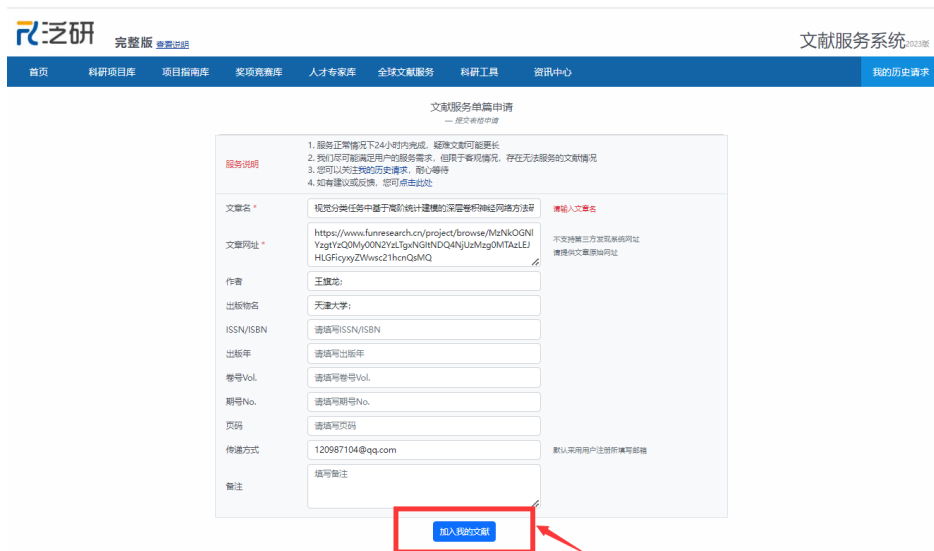 泛研 完整版 查看说明
文献服务系统2023版
首页 科研项目库 项目指南库 奖项竞赛库 人才专家库 全球文献服务 科研工具 资讯中心 我的历史请求
文献服务单篇申请
— 提交表格申请
服务说明
1. 服务正常情况下24小时内完成，疑难文献可能更长
2. 我们尽可能满足用户的服务需求，但限于客观情况，存在无法服务的文献情况
3. 您可以关注我的历史请求，耐心等待
4. 如有建议或反馈，您可点击此处
文章名 * 视觉分类任务中基于高阶统计建模的深层卷积神经网络方法研 请输入文章名
文章网址 *
https://www.funresearch.cn/project/browse/MzNkOGNl
YzgtYzQ0My00N2YzLTgxNGItNDQ4NjUzMzg0MTAzLEJ
HLGFicyxyZWwsc21hcnQsMQ
不支持第三方发现系统网址
请提供文章原始网址
作者 王旗龙;
出版物名 天津大学;
ISSN/ISBN 请填写ISSN/ISBN
出版年 请填写出版年
卷号Vol. 请填写卷号Vol.
期号No. 请填写期号No.
页码 请填写页码
传递方式 120987104@qq.com 默认采用用户注册所填写邮箱
备注 填写备注
加入我的文献